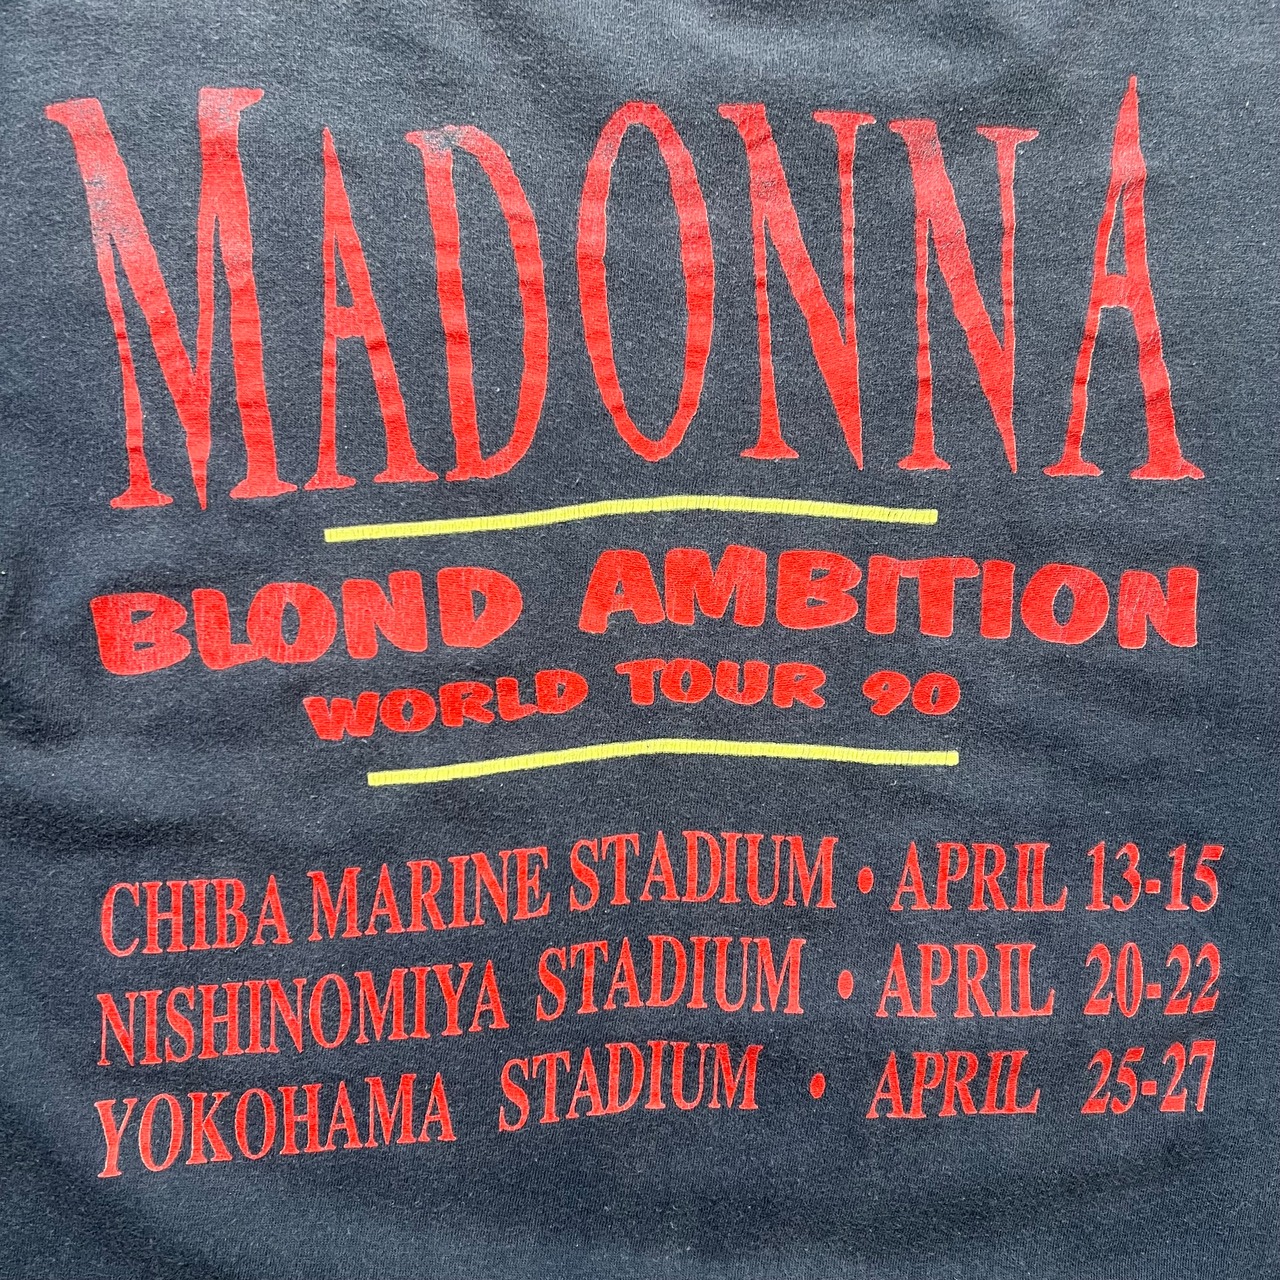 MADONNA
BLOND AMBITION
WORLD TOUR 90
CHIBA MARINE STADIUM • APRIL 13-15
NISHINOMIYA STADIUM • APRIL 20-22
YOKOHAMA STADIUM • APRIL 25-27